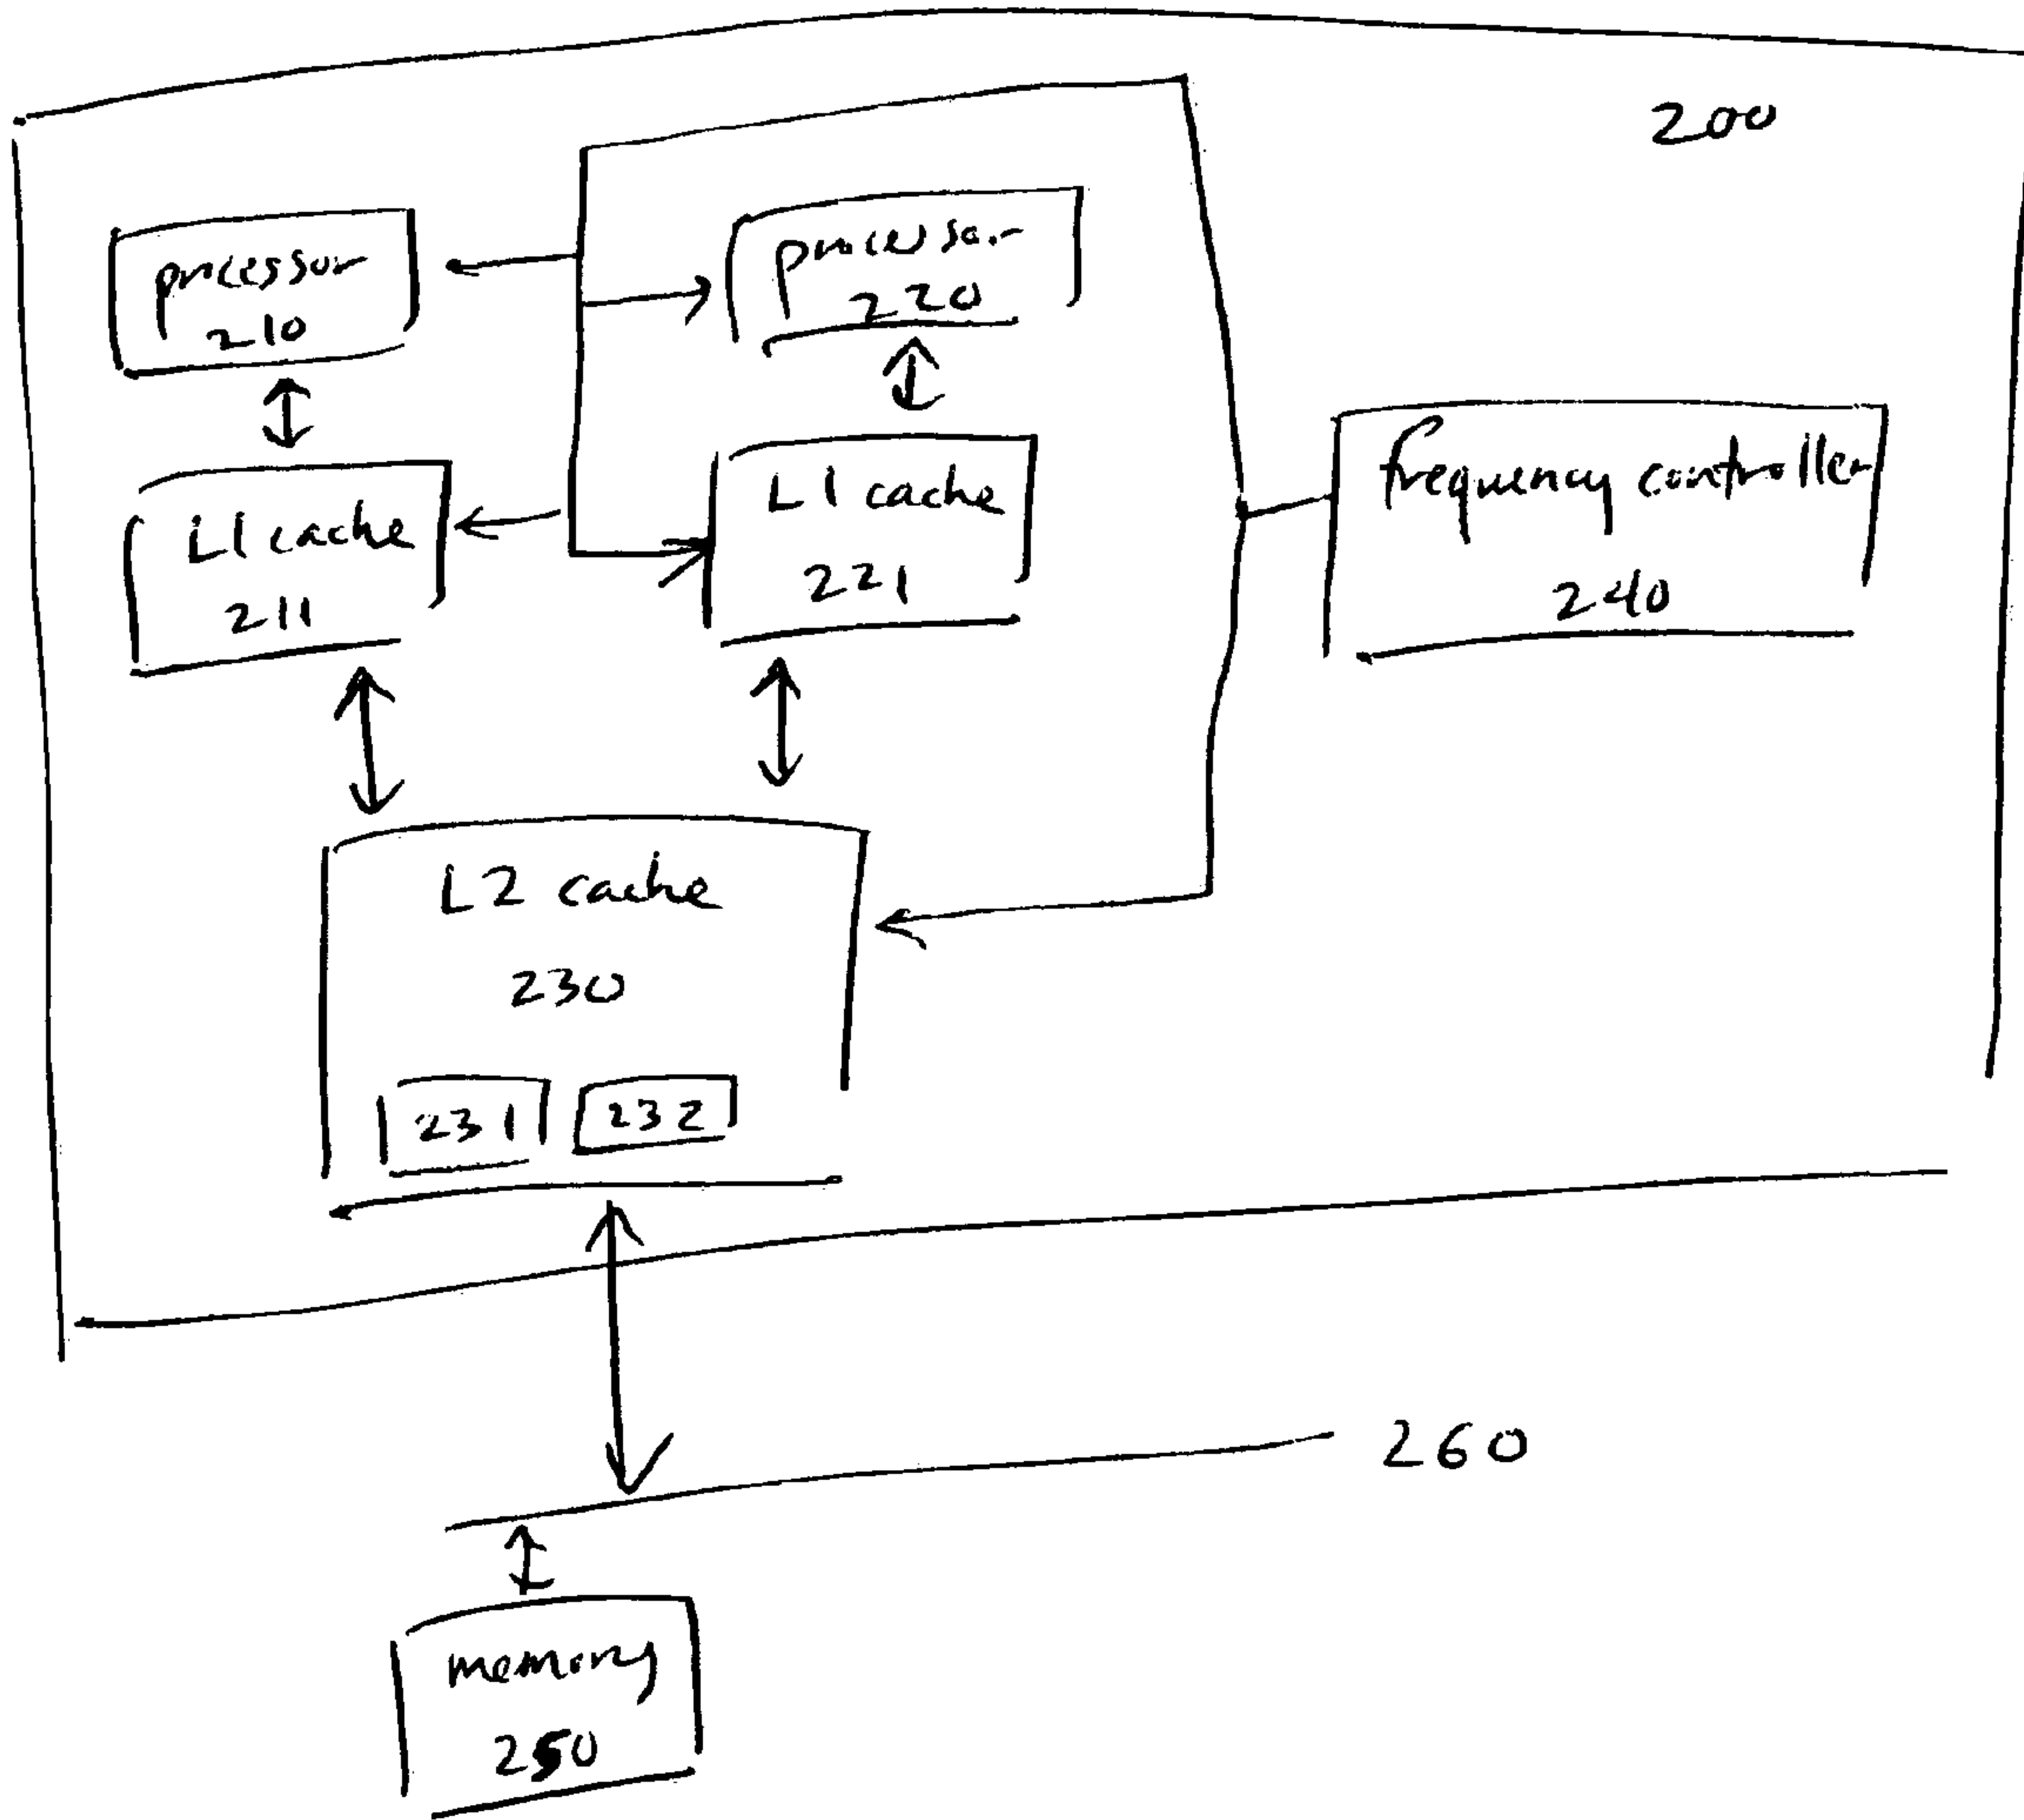 200
processor
210
processor
220
L1 cache
211
L1 cache
221
frequency controller
240
L2 cache
230
231
232
260
memory
250